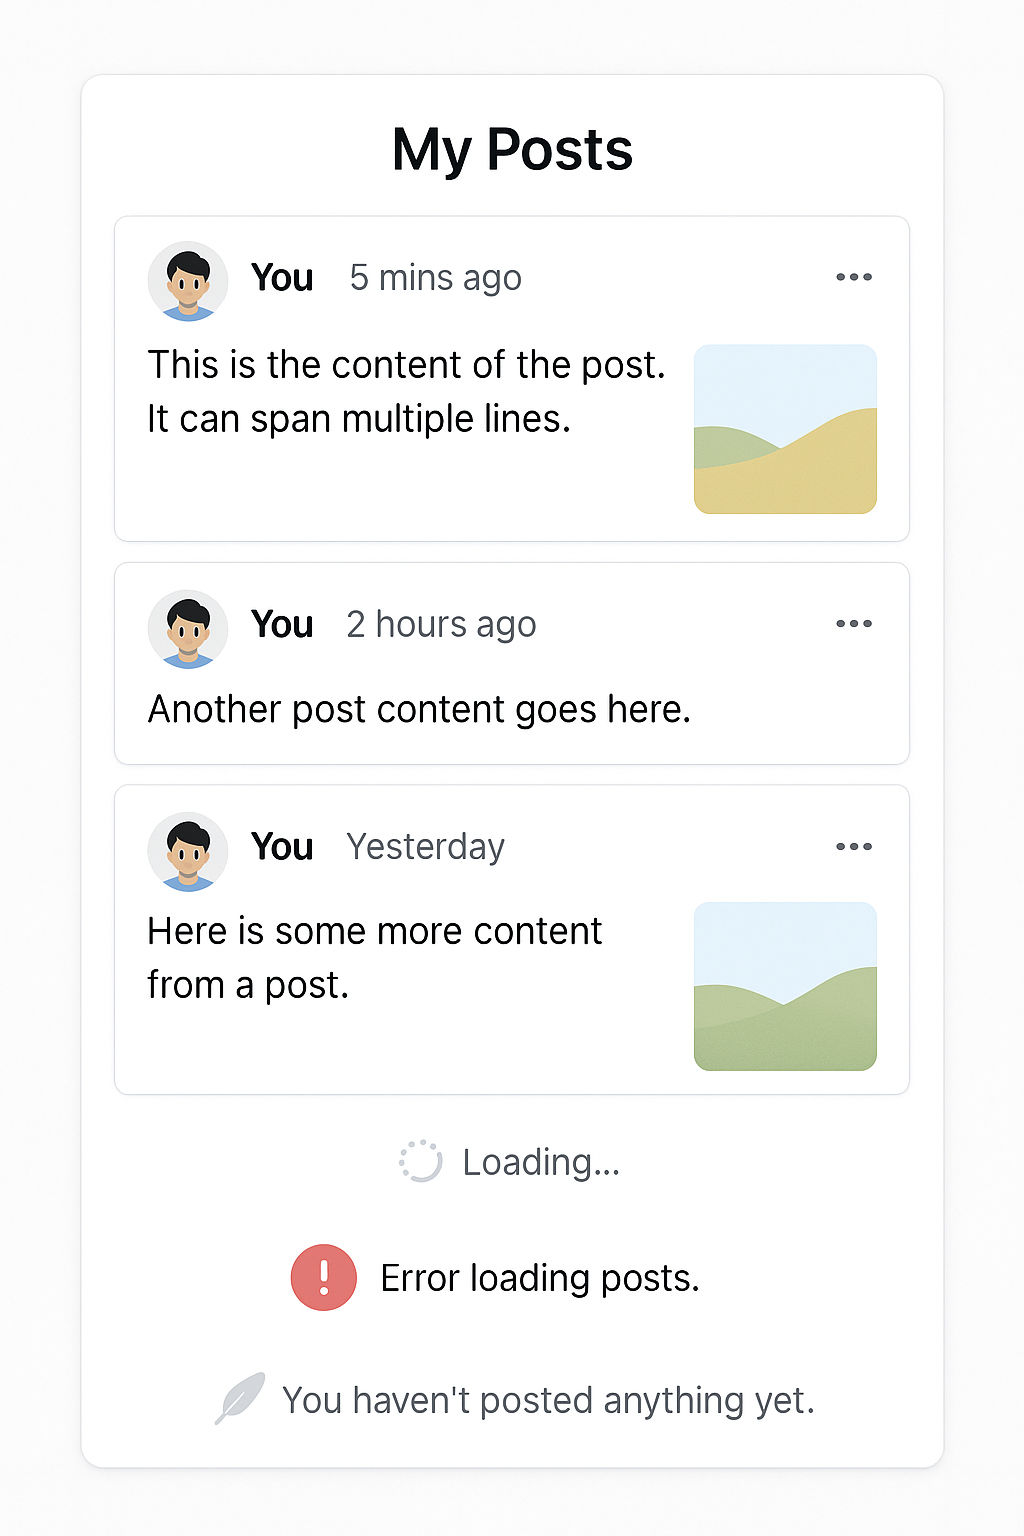 My Posts
You 5 mins ago
This is the content of the post.
It can span multiple lines.
You 2 hours ago
Another post content goes here.
You Yesterday
Here is some more content
from a post.
Loading...
Error loading posts.
You haven't posted anything yet.